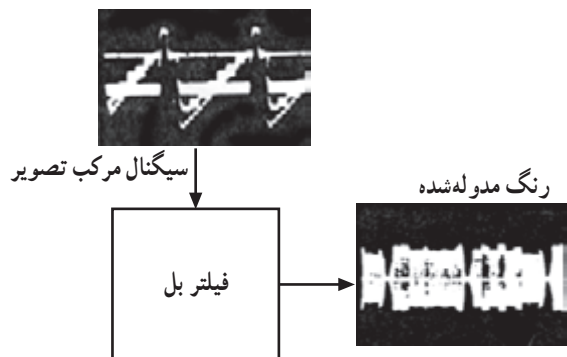 سیگنال مرکب تصویر
رنگ مدوله‌شده
فیلتر بل